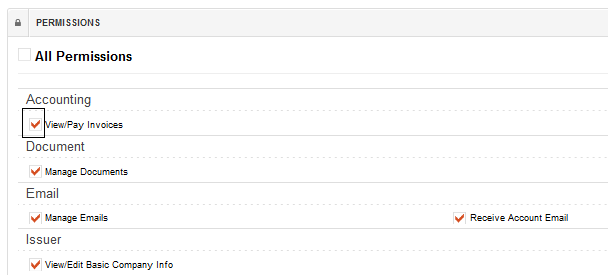 PERMISSIONS
All Permissions
Accounting
View/Pay Invoices
Document
Manage Documents
Email
Manage Emails Receive Account Email
Issuer
View/Edit Basic Company Info